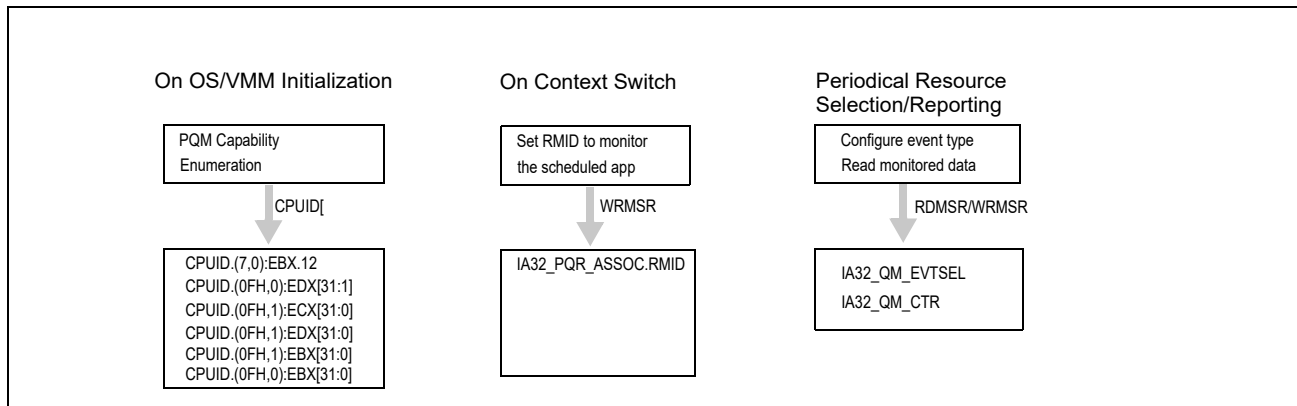 On OS/VMM Initialization
PQM Capability
Enumeration
CPUID[
CPUID.(7,0):EBX.12
CPUID.(0FH,0):EDX[31:1]
CPUID.(0FH,1):ECX[31:0]
CPUID.(0FH,1):EDX[31:0]
CPUID.(0FH,1):EBX[31:0]
CPUID.(0FH,0):EBX[31:0]
On Context Switch
Set RMID to monitor
the scheduled app
WRMSR
IA32_PQR_ASSOC.RMID
Periodical Resource
Selection/Reporting
Configure event type
Read monitored data
RDMSR/WRMSR
IA32_QM_EVTSEL
IA32_QM_CTR